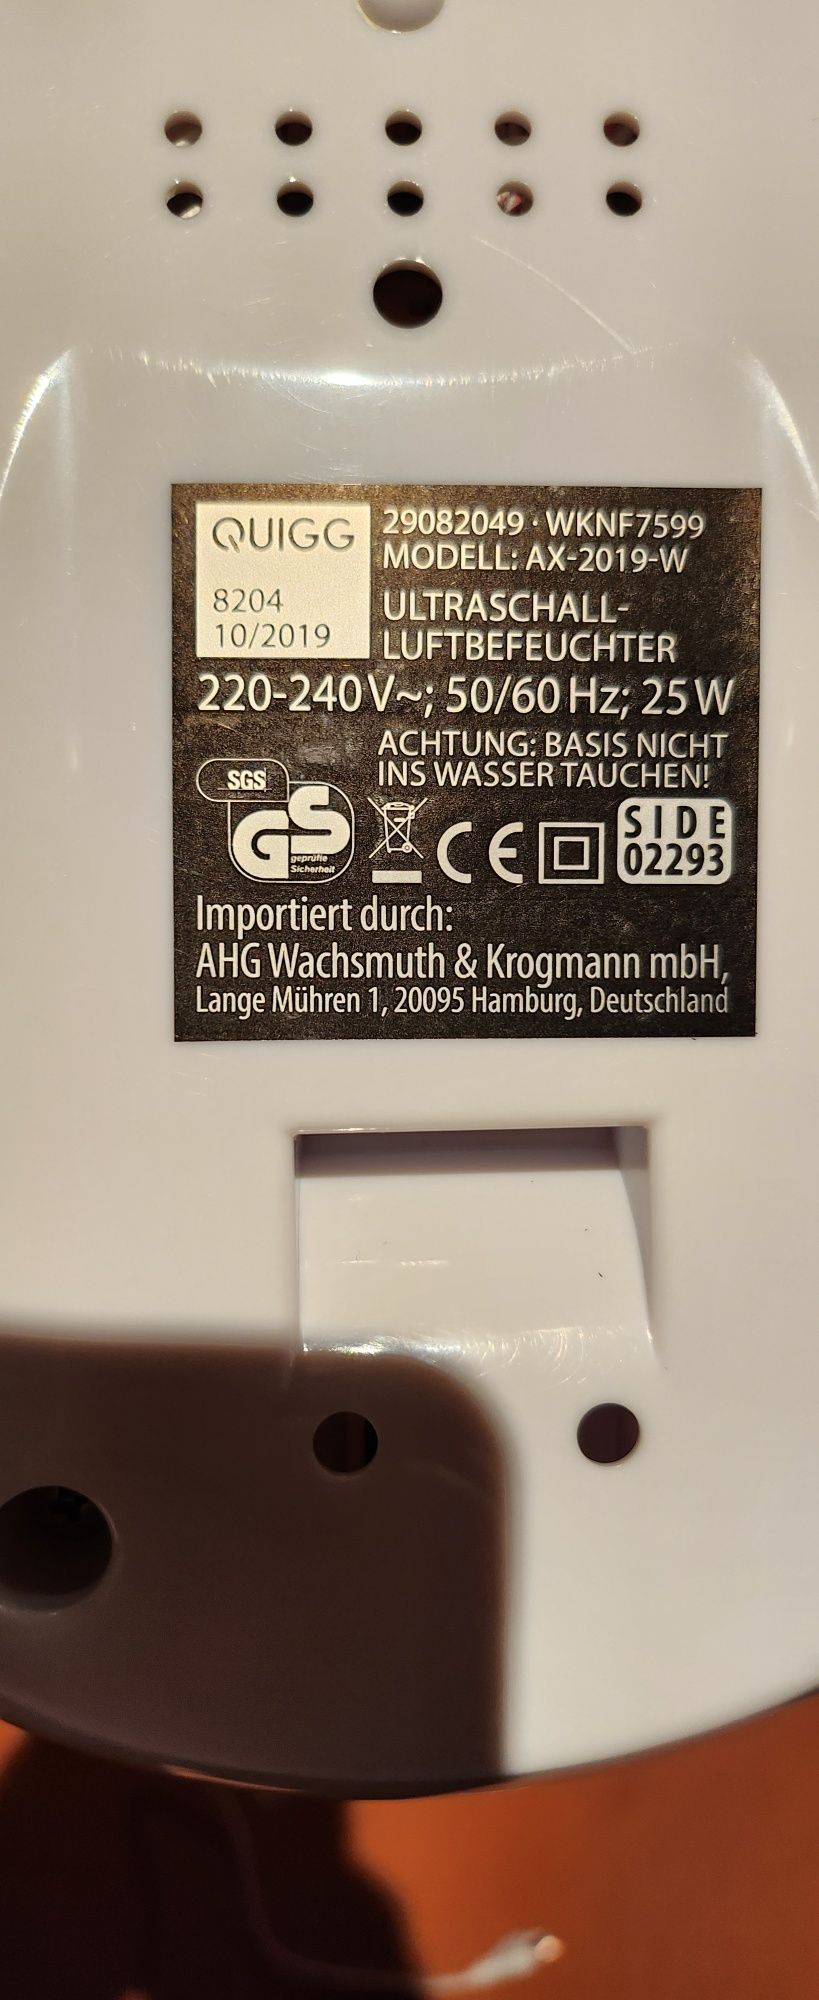 QUIGG
8204
10/2019
29082049 · WKNF7599
MODELL: AX-2019-W
ULTRASCHALL-
LUFTBEFEUCHTER
220-240 V~; 50/60 Hz; 25 W
ACHTUNG: BASIS NICHT
INS WASSER TAUCHEN!
SGS
GS
geprüfte
Sicherheit
CE
SIDE
02293
Importiert durch:
AHG Wachsmuth & Krogmann mbH,
Lange Mühren 1, 20095 Hamburg, Deutschland